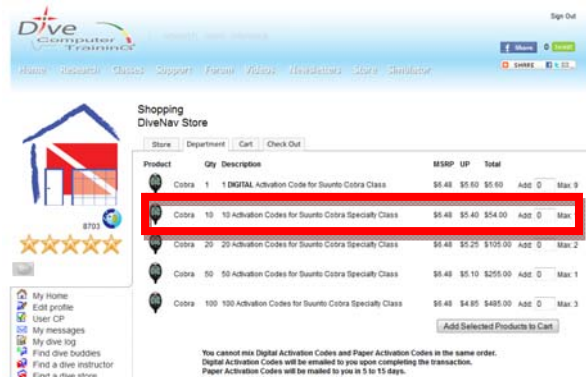 Sign Out
Dive
Computer
Training
Share 0 tweet
SHARE
Home Research Classes Support Forum Videos Newsletters Store Simulator
Shopping
DiveNav Store
Store Department Cart Check Out
Product Qty Description MSRP UP Total
Cobra 1 1 DIGITAL Activation Code for Suunto Cobra Class $6.48 $5.60 $5.60 Add: 0 Max: 9
Cobra 10 10 Activation Codes for Suunto Cobra Specialty Class $6.48 $5.40 $54.00 Add: 0 Max:
Cobra 20 20 Activation Codes for Suunto Cobra Specialty Class $6.48 $5.25 $105.00 Add: 0 Max: 2
Cobra 50 50 Activation Codes for Suunto Cobra Specialty Class $6.48 $5.10 $255.00 Add: 0 Max: 1
Cobra 100 100 Activation Codes for Suunto Cobra Specialty Class $6.48 $4.85 $485.00 Add: 0 Max: 3
Add Selected Products to Cart
You cannot mix Digital Activation Codes and Paper Activation Codes in the same order.
Digital Activation Codes will be emailed to you upon completing the transaction.
Paper Activation Codes will be mailed to you in 5 to 15 days.
8703
My Home
Edit profile
User CP
My messages
My dive log
Find dive buddies
Find a dive instructor
Find a dive store